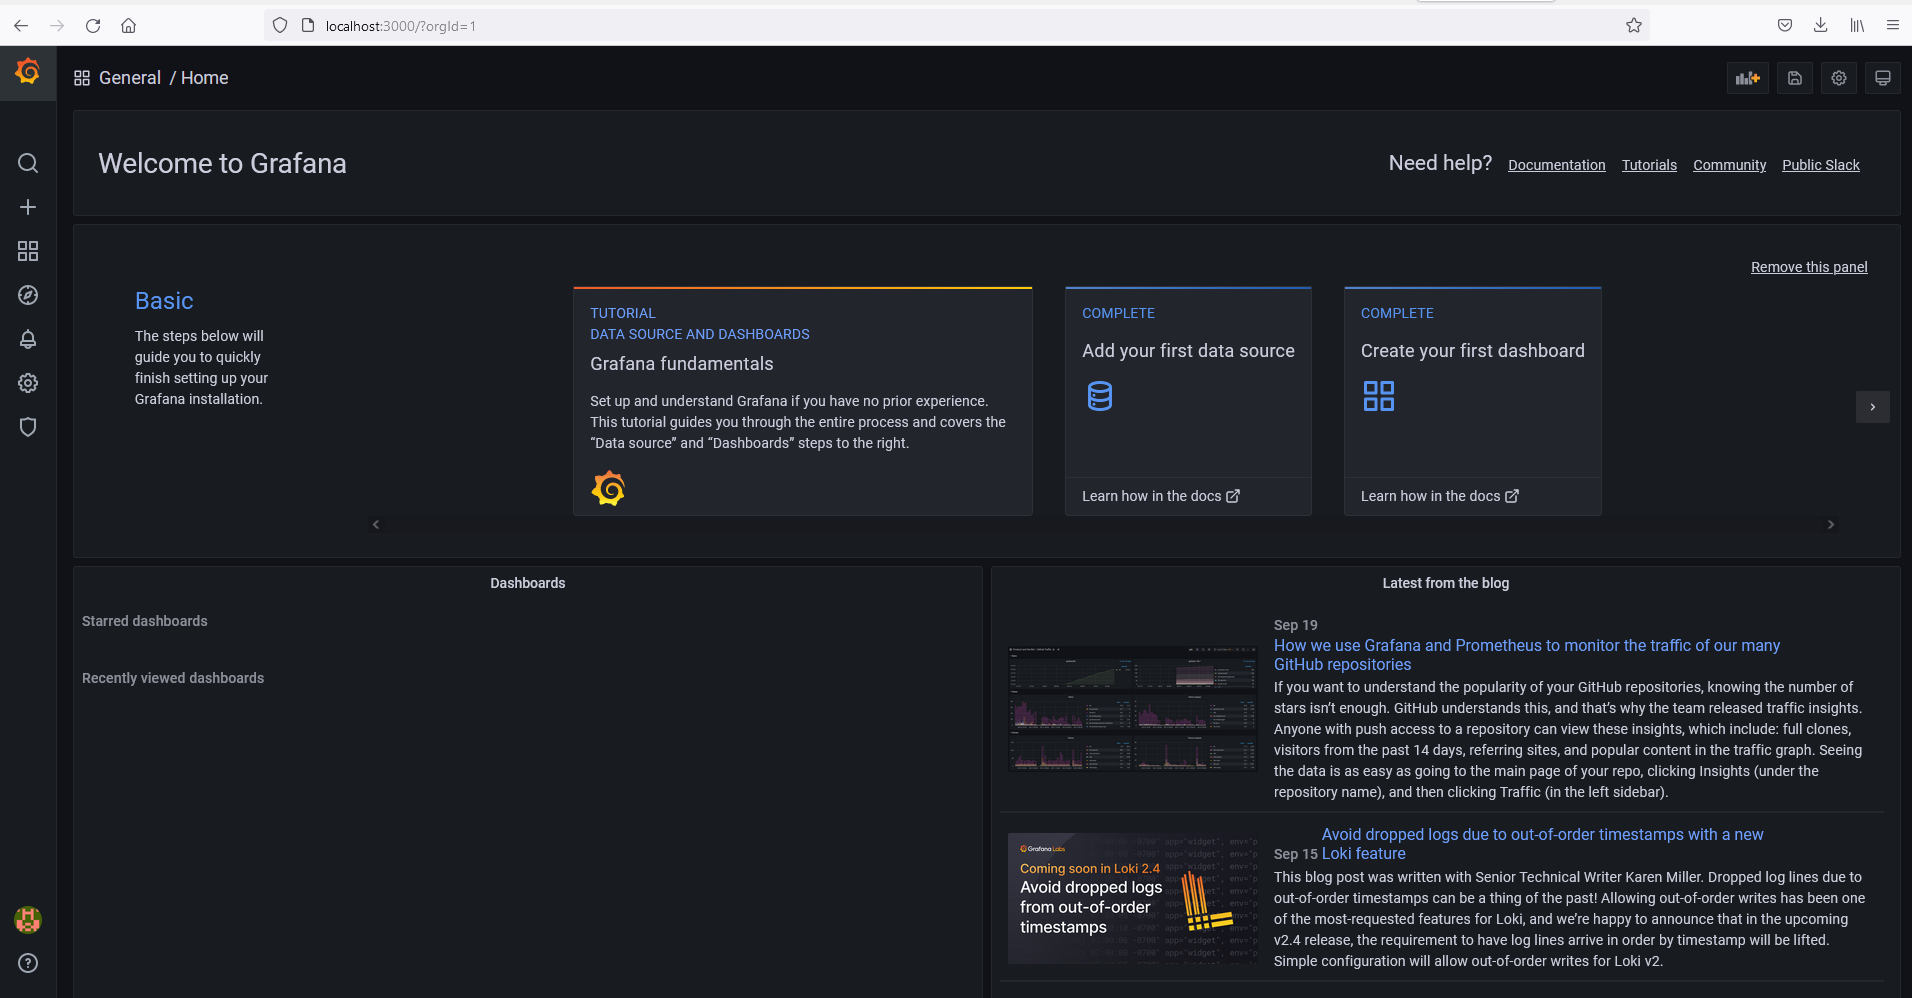 localhost:3000/?orgId=1
General / Home
Welcome to Grafana
Need help? Documentation Tutorials Community Public Slack
Remove this panel
Basic
The steps below will
guide you to quickly
finish setting up your
Grafana installation.
TUTORIAL
DATA SOURCE AND DASHBOARDS
Grafana fundamentals
Set up and understand Grafana if you have no prior experience.
This tutorial guides you through the entire process and covers the
“Data source” and “Dashboards” steps to the right.
COMPLETE
Add your first data source
Learn how in the docs
COMPLETE
Create your first dashboard
Learn how in the docs
Dashboards
Starred dashboards
Recently viewed dashboards
Latest from the blog
Sep 19
How we use Grafana and Prometheus to monitor the traffic of our many
GitHub repositories
If you want to understand the popularity of your GitHub repositories, knowing the number of
stars isn’t enough. GitHub understands this, and that’s why the team released traffic insights.
Anyone with push access to a repository can view these insights, which include: full clones,
visitors from the past 14 days, referring sites, and popular content in the traffic graph. Seeing
the data is as easy as going to the main page of your repo, clicking Insights (under the
repository name), and then clicking Traffic (in the left sidebar).
Grafana Labs
Coming soon in Loki 2.4
Avoid dropped logs
from out-of-order
timestamps
Avoid dropped logs due to out-of-order timestamps with a new
Sep 15 Loki feature
This blog post was written with Senior Technical Writer Karen Miller. Dropped log lines due to
out-of-order timestamps can be a thing of the past! Allowing out-of-order writes has been one
of the most-requested features for Loki, and we’re happy to announce that in the upcoming
v2.4 release, the requirement to have log lines arrive in order by timestamp will be lifted.
Simple configuration will allow out-of-order writes for Loki v2.